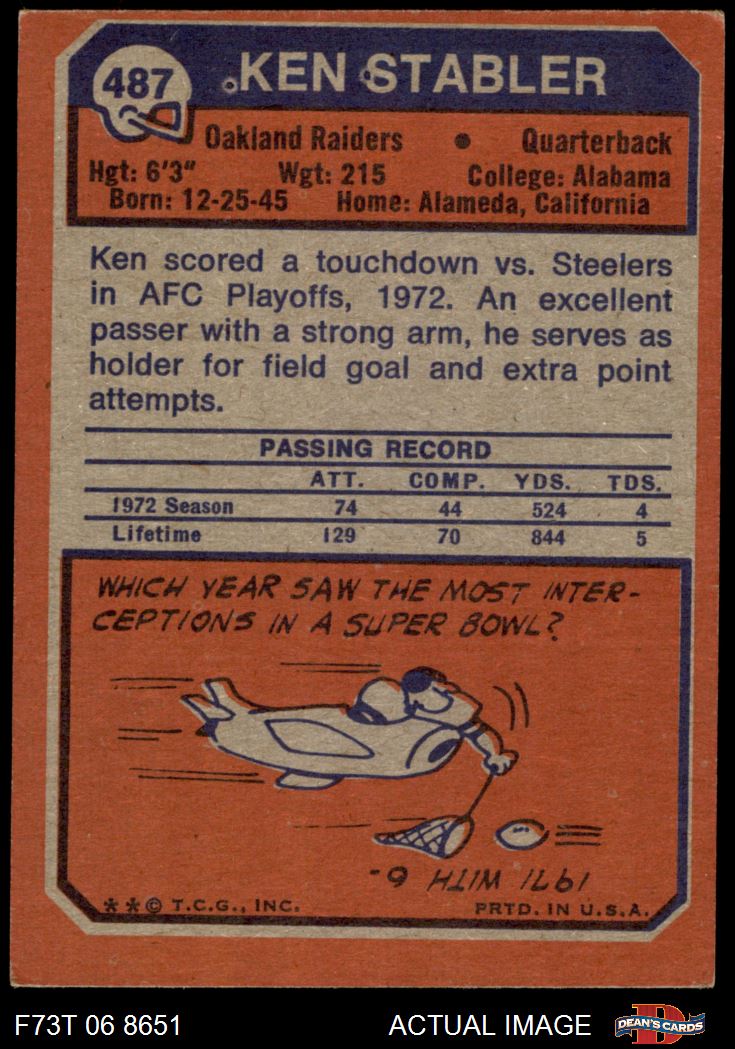 487
KEN STABLER
Oakland Raiders • Quarterback
Hgt: 6'3" Wgt: 215 College: Alabama
Born: 12-25-45 Home: Alameda, California
Ken scored a touchdown vs. Steelers
in AFC Playoffs, 1972. An excellent
passer with a strong arm, he serves as
holder for field goal and extra point
attempts.
PASSING RECORD
ATT. COMP. YDS. TDS.
1972 Season 74 44 524 4
Lifetime 129 70 844 5
WHICH YEAR SAW THE MOST INTER-
CEPTIONS IN A SUPER BOWL?
1971 WITH 9-
** © T.C.G., INC. PRTD. IN U.S.A.
F73T 06 8651 ACTUAL IMAGE
D
DEAN'S CARDS